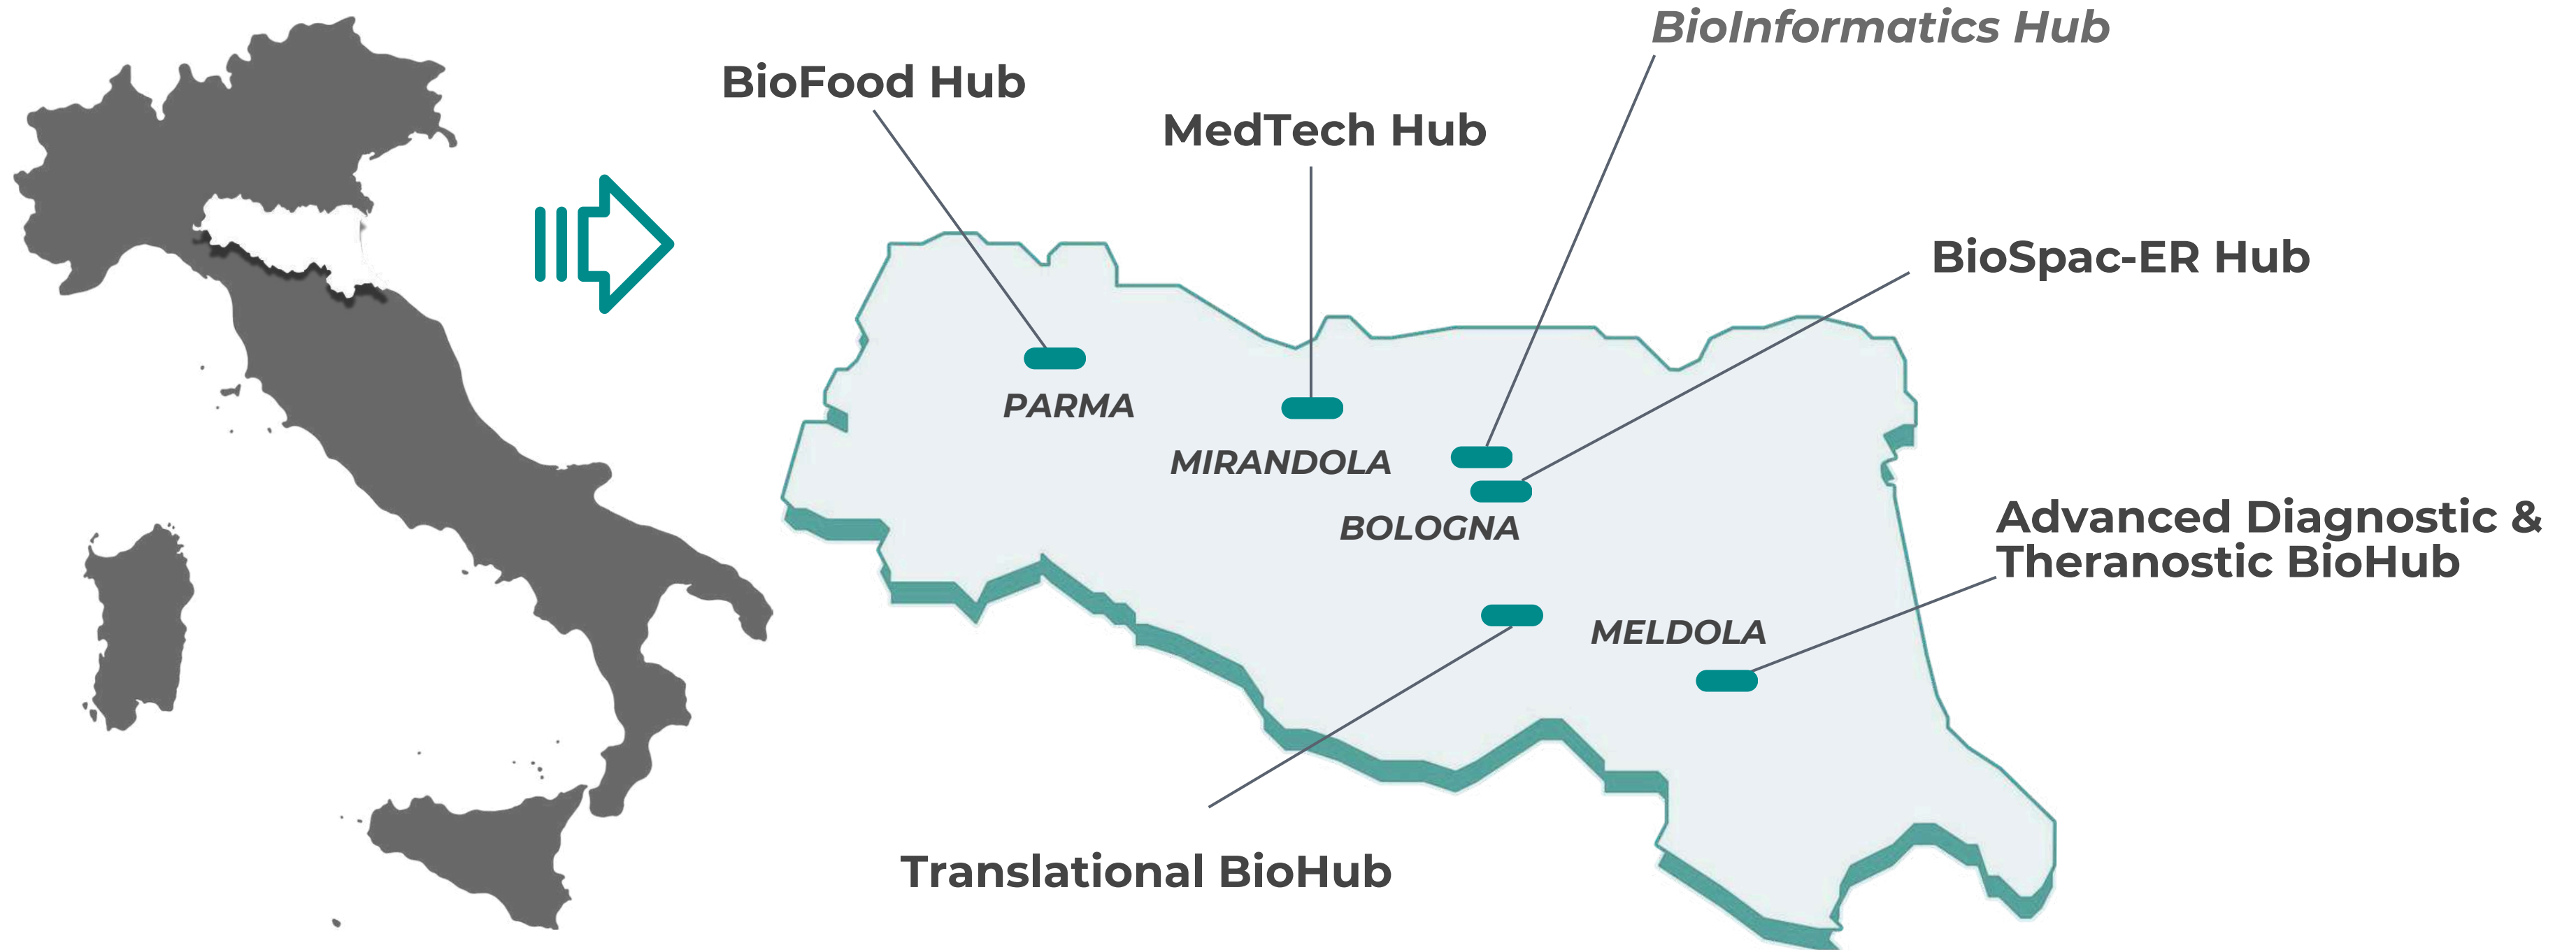 BioInformatics Hub
BioFood Hub
MedTech Hub
BioSpac-ER Hub
PARMA
MIRANDOLA
BOLOGNA
Advanced Diagnostic &
Theranostic BioHub
MELDOLA
Translational BioHub